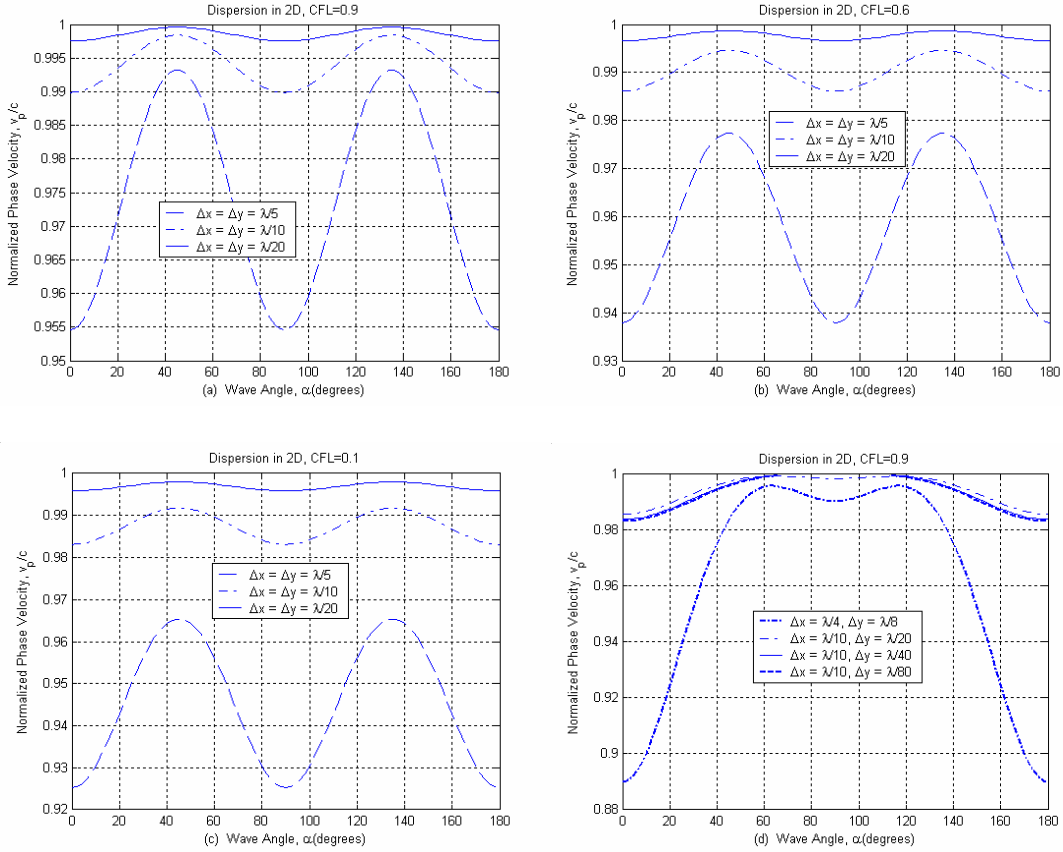 Dispersion in 2D, CFL=0.9
Normalized Phase Velocity, vp/c
1
0.995
0.99
0.985
0.98
0.975
0.97
0.965
0.96
0.955
0.95
Δx = Δy = λ/5
Δx = Δy = λ/10
Δx = Δy = λ/20
0 20 40 60 80 100 120 140 160 180
(a) Wave Angle, α(degrees)
Dispersion in 2D, CFL=0.6
Normalized Phase Velocity, vp/c
1
0.99
0.98
0.97
0.96
0.95
0.94
0.93
Δx = Δy = λ/5
Δx = Δy = λ/10
Δx = Δy = λ/20
0 20 40 60 80 100 120 140 160 180
(b) Wave Angle, α(degrees)
Dispersion in 2D, CFL=0.1
Normalized Phase Velocity, vp/c
1
0.99
0.98
0.97
0.96
0.95
0.94
0.93
0.92
Δx = Δy = λ/5
Δx = Δy = λ/10
Δx = Δy = λ/20
0 20 40 60 80 100 120 140 160 180
(c) Wave Angle, α(degrees)
Dispersion in 2D, CFL=0.9
Normalized Phase Velocity, vp/c
1
0.98
0.96
0.94
0.92
0.9
0.88
Δx = λ/4, Δy = λ/8
Δx = λ/10, Δy = λ/20
Δx = λ/10, Δy = λ/40
Δx = λ/10, Δy = λ/80
0 20 40 60 80 100 120 140 160 180
(d) Wave Angle, α(degrees)